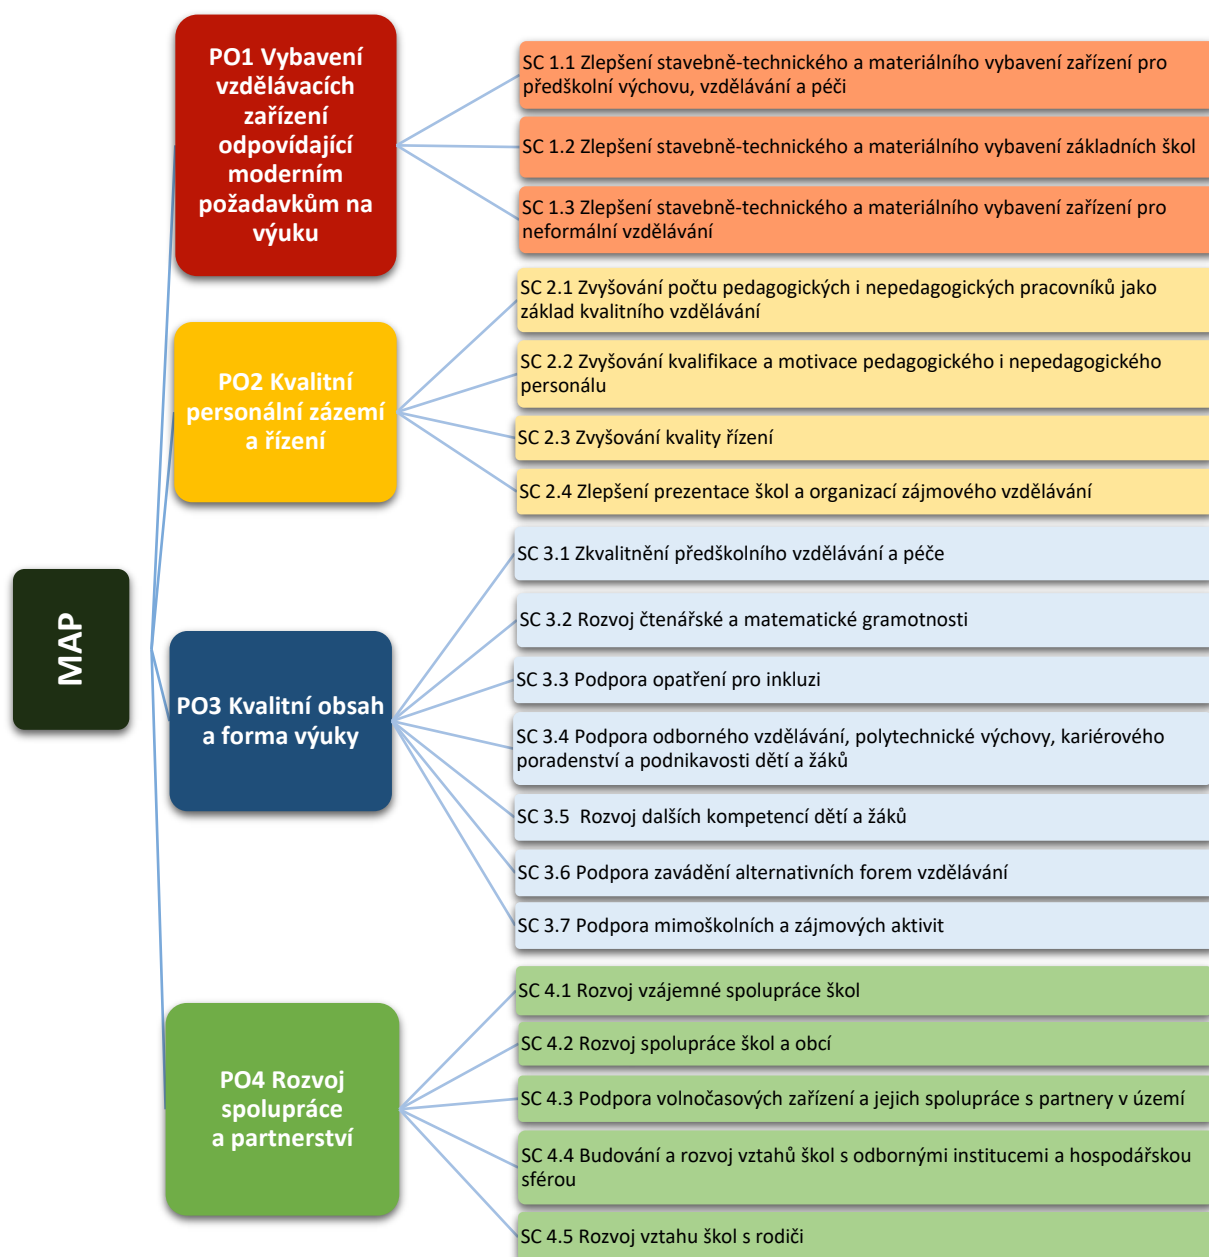 MAP
PO1 Vybavení
vzdělávacích
zařízení
odpovídající
moderním
požadavkům na
výuku
SC 1.1 Zlepšení stavebně-technického a materiálního vybavení zařízení pro
předškolní výchovu, vzdělávání a péči
SC 1.2 Zlepšení stavebně-technického a materiálního vybavení základních škol
SC 1.3 Zlepšení stavebně-technického a materiálního vybavení zařízení pro
neformální vzdělávání
PO2 Kvalitní
personální zázemí
a řízení
SC 2.1 Zvyšování počtu pedagogických i nepedagogických pracovníků jako
základ kvalitního vzdělávání
SC 2.2 Zvyšování kvalifikace a motivace pedagogického i nepedagogického
personálu
SC 2.3 Zvyšování kvality řízení
SC 2.4 Zlepšení prezentace škol a organizací zájmového vzdělávání
PO3 Kvalitní obsah
a forma výuky
SC 3.1 Zkvalitnění předškolního vzdělávání a péče
SC 3.2 Rozvoj čtenářské a matematické gramotnosti
SC 3.3 Podpora opatření pro inkluzi
SC 3.4 Podpora odborného vzdělávání, polytechnické výchovy, kariérového
poradenství a podnikavosti dětí a žáků
SC 3.5  Rozvoj dalších kompetencí dětí a žáků
SC 3.6 Podpora zavádění alternativních forem vzdělávání
SC 3.7 Podpora mimoškolních a zájmových aktivit
PO4 Rozvoj
spolupráce
a partnerství
SC 4.1 Rozvoj vzájemné spolupráce škol
SC 4.2 Rozvoj spolupráce škol a obcí
SC 4.3 Podpora volnočasových zařízení a jejich spolupráce s partnery v území
SC 4.4 Budování a rozvoj vztahů škol s odbornými institucemi a hospodářskou
sférou
SC 4.5 Rozvoj vztahu škol s rodiči